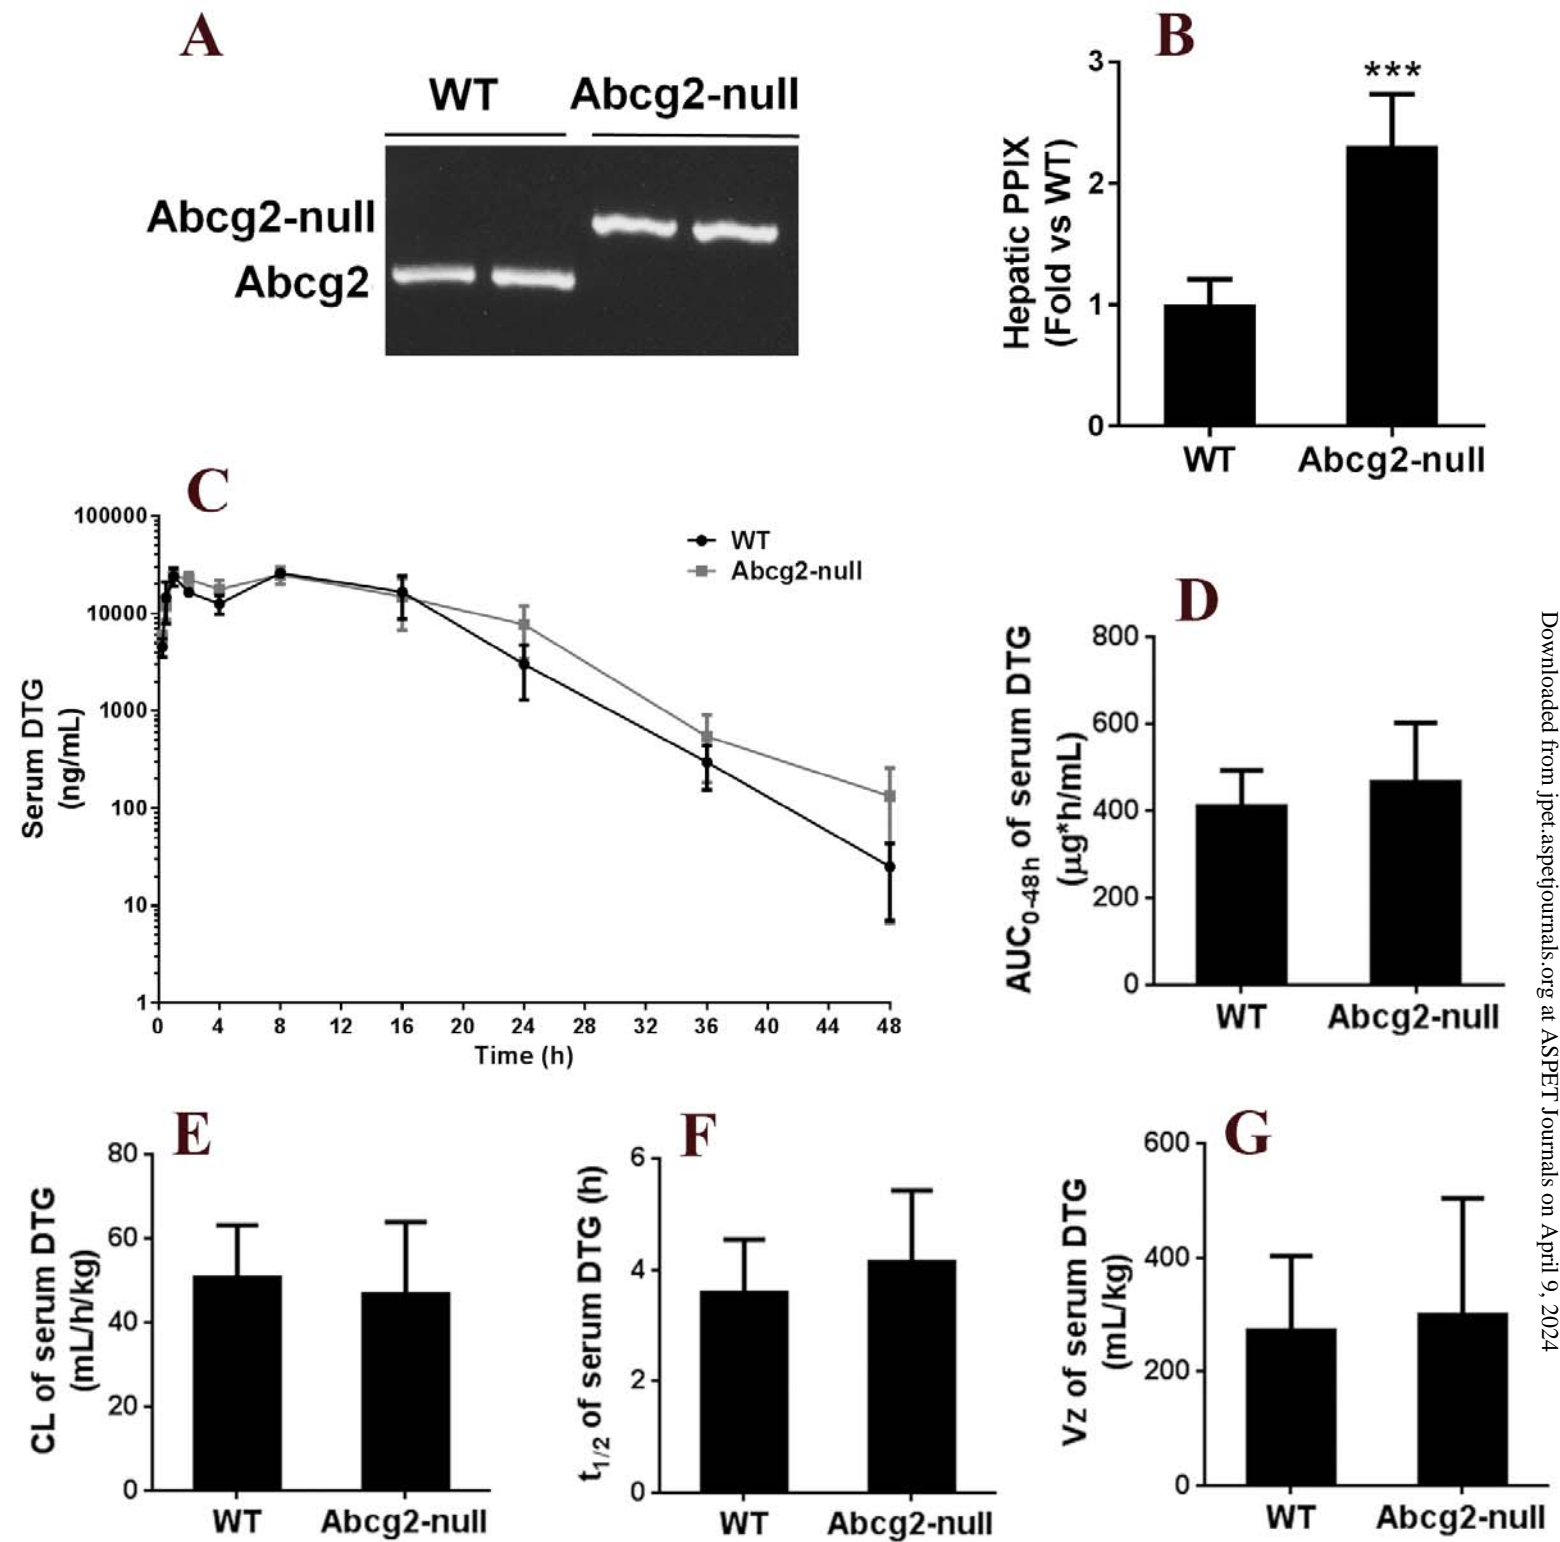 A
WT
Abcg2-null
Abcg2-null
Abcg2
B
Hepatic PPIX
(Fold vs WT)
3
2
1
0
***
WT
Abcg2-null
C
Serum DTG
(ng/mL)
100000
10000
1000
100
10
1
WT
Abcg2-null
0 4 8 12 16 20 24 28 32 36 40 44 48
Time (h)
D
AUC0-48h of serum DTG
(μg*h/mL)
800
600
400
200
0
WT
Abcg2-null
E
CL of serum DTG
(mL/h/kg)
80
60
40
20
0
WT
Abcg2-null
F
t1/2 of serum DTG (h)
6
4
2
0
WT
Abcg2-null
G
Vz of serum DTG
(mL/kg)
600
400
200
0
WT
Abcg2-null
Downloaded from jpet.aspetjournals.org at ASPET Journals on April 9, 2024